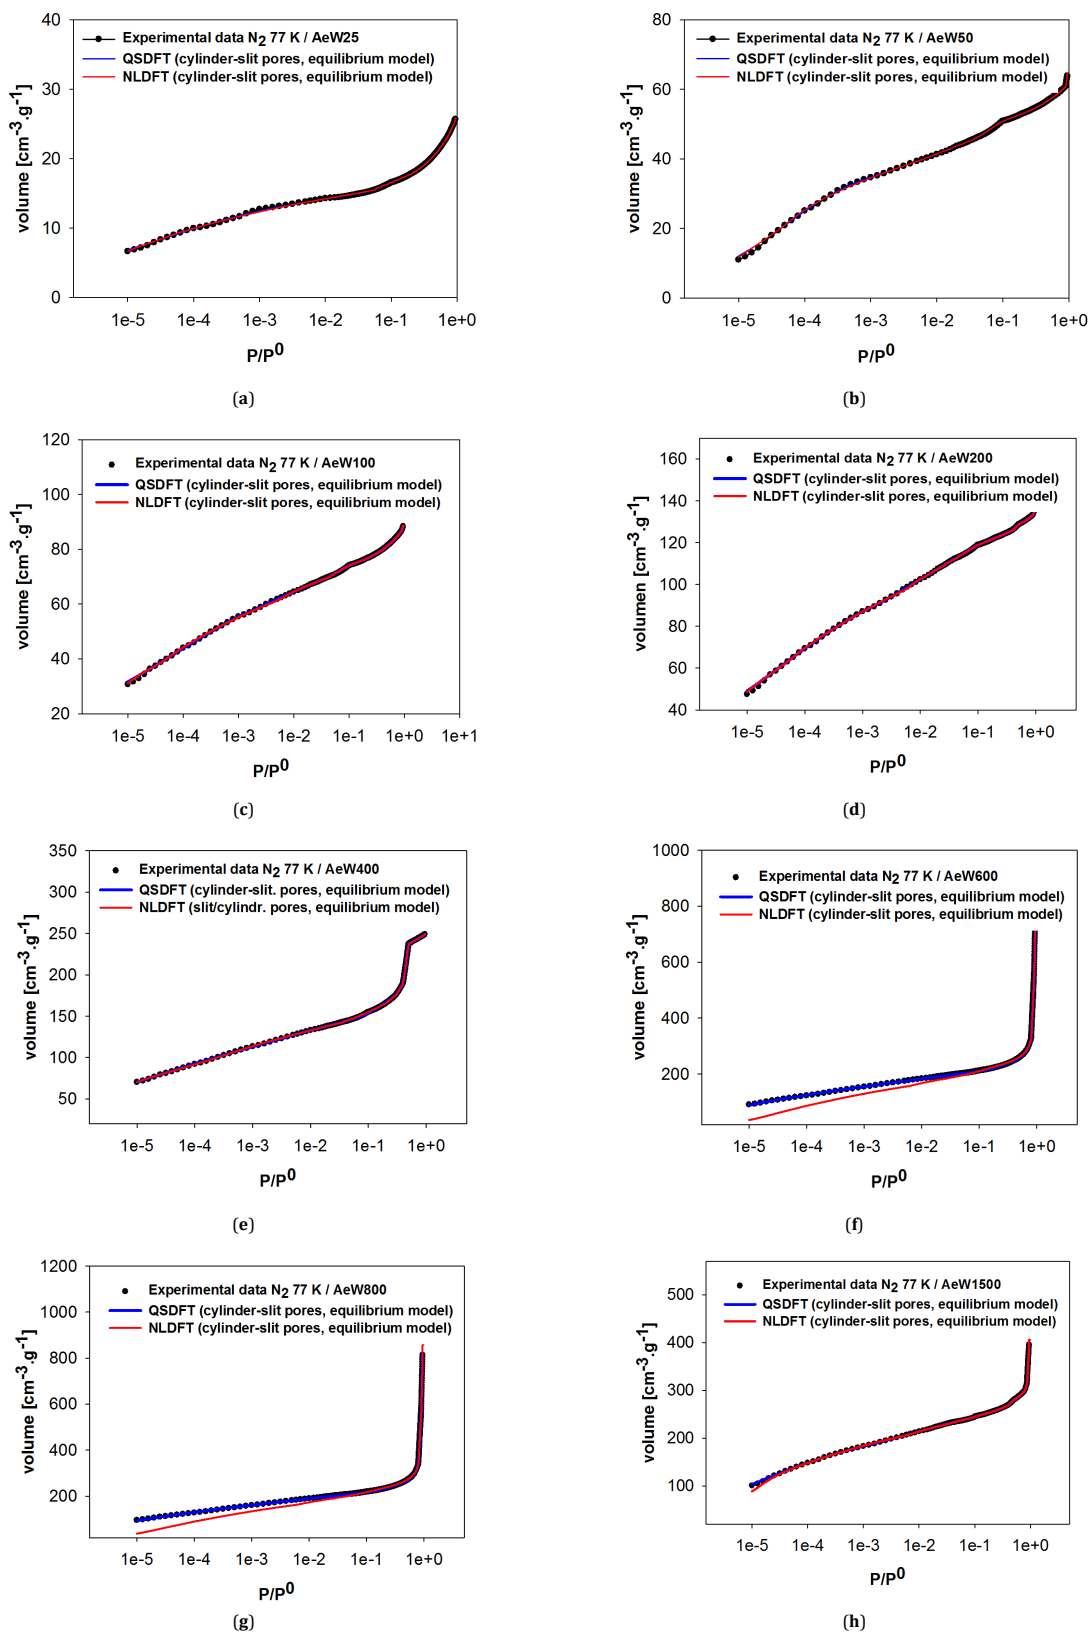 40
30
20
10
0
volume [cm-3.g-1]
Experimental data N2 77 K / AeW25
QSDFT (cylinder-slit pores, equilibrium model)
NLDFT (cylinder-slit pores, equilibrium model)
1e-5 1e-4 1e-3 1e-2 1e-1 1e+0
P/P0
(a)
80
60
40
20
0
volume [cm-3.g-1]
Experimental data N2 77 K / AeW50
QSDFT (cylinder-slit pores, equilibrium model)
NLDFT (cylinder-slit pores, equilibrium model)
1e-5 1e-4 1e-3 1e-2 1e-1 1e+0
P/P0
(b)
120
100
80
60
40
20
volume [cm-3.g-1]
Experimental data N2 77 K / AeW100
QSDFT (cylinder-slit pores, equilibrium model)
NLDFT (cylinder-slit pores, equilibrium model)
1e-5 1e-4 1e-3 1e-2 1e-1 1e+0 1e+1
P/P0
(c)
160
140
120
100
80
60
40
volumen [cm-3.g-1]
Experimental data N2 77 K / AeW200
QSDFT (cylinder-slit pores, equilibrium model)
NLDFT (cylinder-slit pores, equilibrium model)
1e-5 1e-4 1e-3 1e-2 1e-1 1e+0
P/P0
(d)
350
300
250
200
150
100
50
volume [cm-3.g-1]
Experimental data N2 77 K / AeW400
QSDFT (cylinder-slit. pores, equilibrium model)
NLDFT (slit/cylindr. pores, equilibrium model)
1e-5 1e-4 1e-3 1e-2 1e-1 1e+0
P/P0
(e)
1000
800
600
400
200
volume [cm-3.g-1]
Experimental data N2 77 K / AeW600
QSDFT (cylinder-slit pores, equilibrium model)
NLDFT (cylinder-slit pores, equilibrium model)
1e-5 1e-4 1e-3 1e-2 1e-1 1e+0
P/P0
(f)
1200
1000
800
600
400
200
volume [cm-3.g-1]
Experimental data N2 77 K / AeW800
QSDFT (cylinder-slit pores, equilibrium model)
NLDFT (cylinder-slit pores, equilibrium model)
1e-5 1e-4 1e-3 1e-2 1e-1 1e+0
P/P0
(g)
500
400
300
200
100
volume [cm-3.g-1]
Experimental data N2 77 K / AeW1500
QSDFT (cylinder-slit pores, equilibrium model)
NLDFT (cylinder-slit pores, equilibrium model)
1e-5 1e-4 1e-3 1e-2 1e-1 1e+0
P/P0
(h)